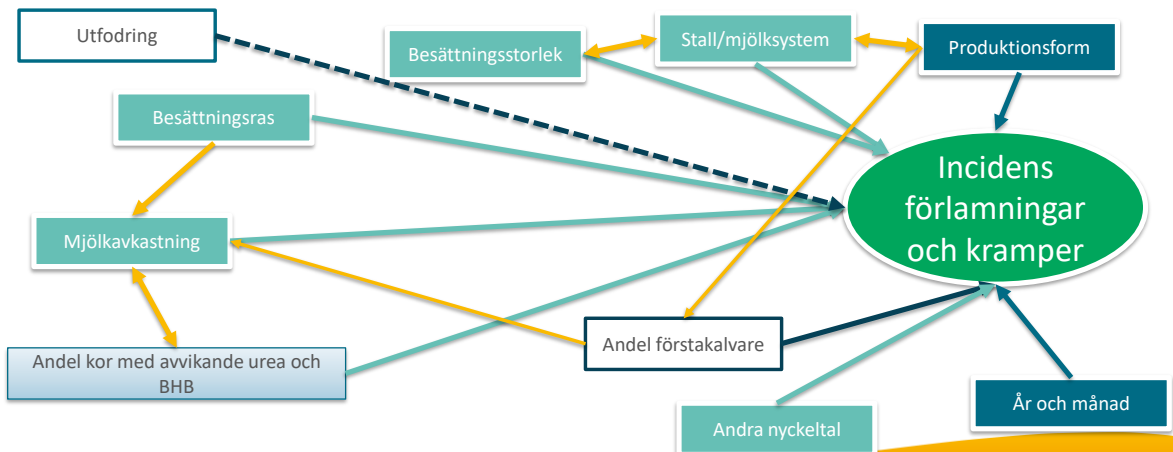 Utfodring
Besättningsstorlek
Stall/mjölksystem
Produktionsform
Besättningsras
Incidens
förlamningar
och kramper
Mjölkavkastning
Andel kor med avvikande urea och
BHB
Andel förstakalvare
År och månad
Andra nyckeltal